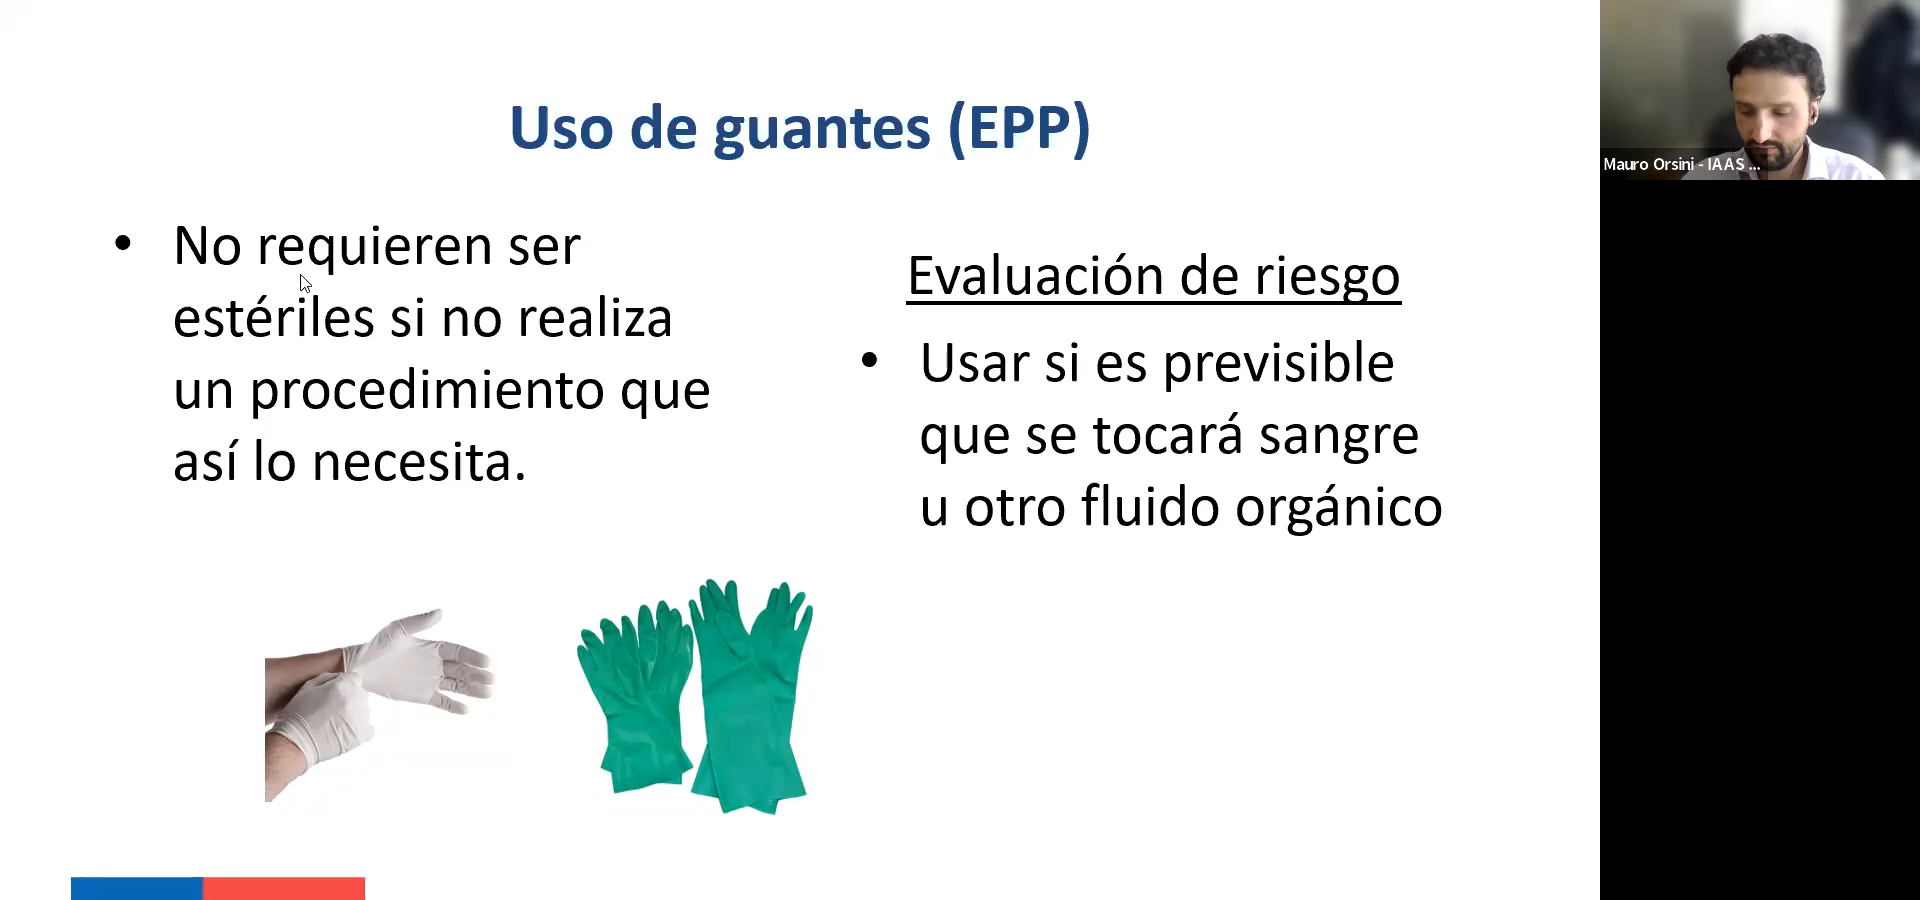 Uso de guantes (EPP)
• No requieren ser
estériles si no realiza
un procedimiento que
así lo necesita.
Evaluación de riesgo
• Usar si es previsible
que se tocará sangre
u otro fluido orgánico
Mauro Orsini - IAAS ...